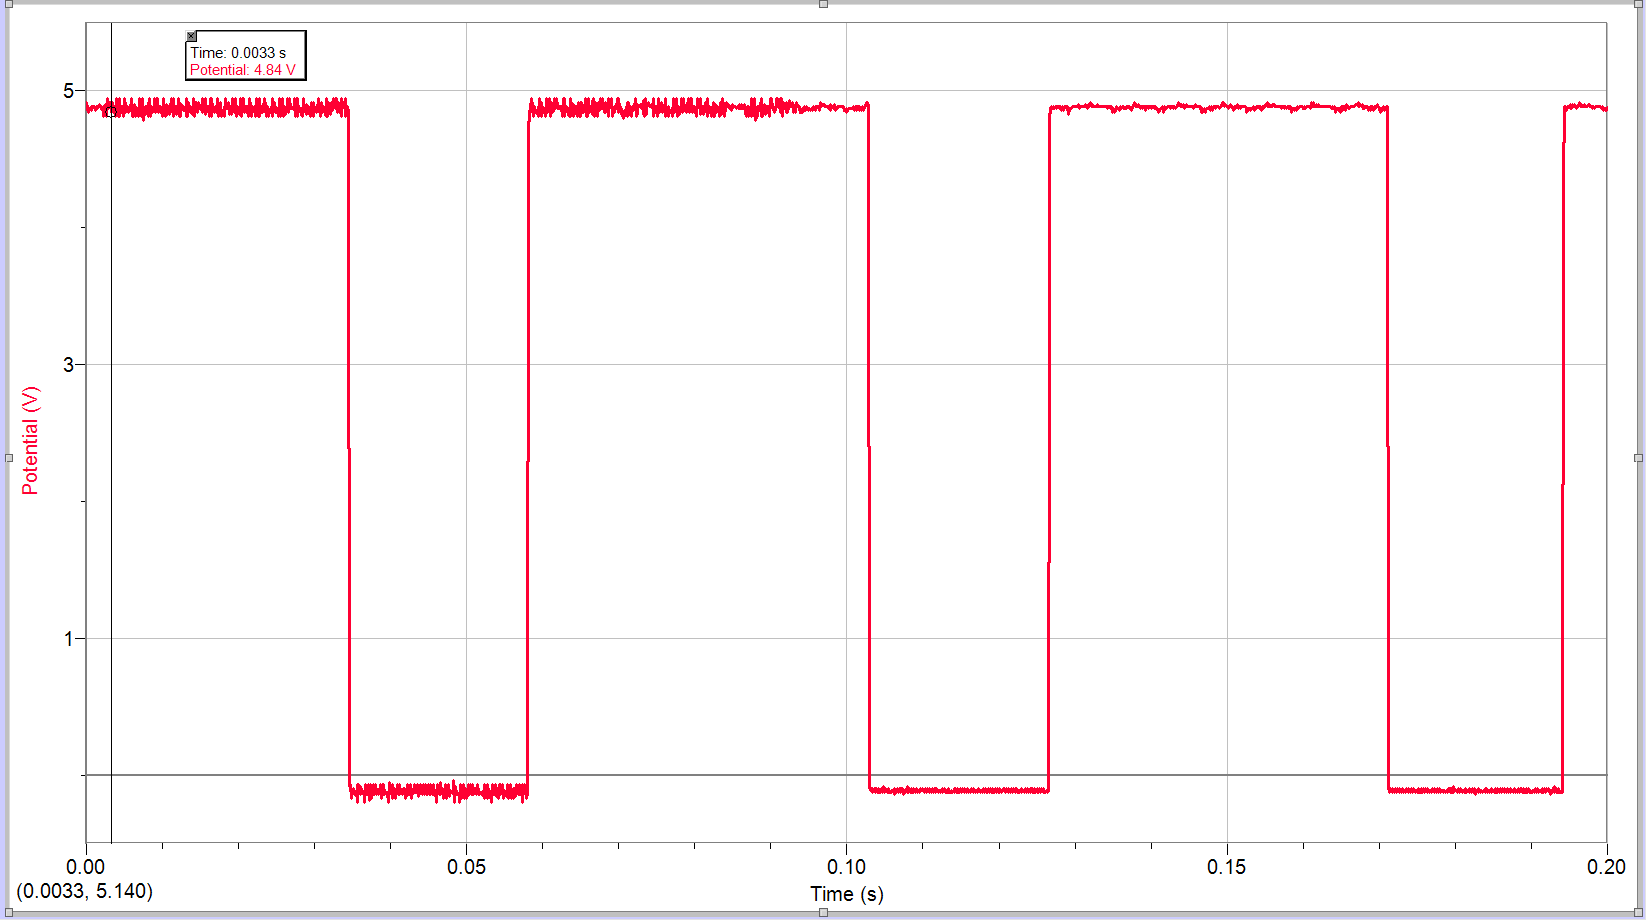 Time: 0.0033 s
Potential: 4.84 V
5
3
1
Potential (V)
0.00 0.05 0.10 0.15 0.20
(0.0033, 5.140)
Time (s)